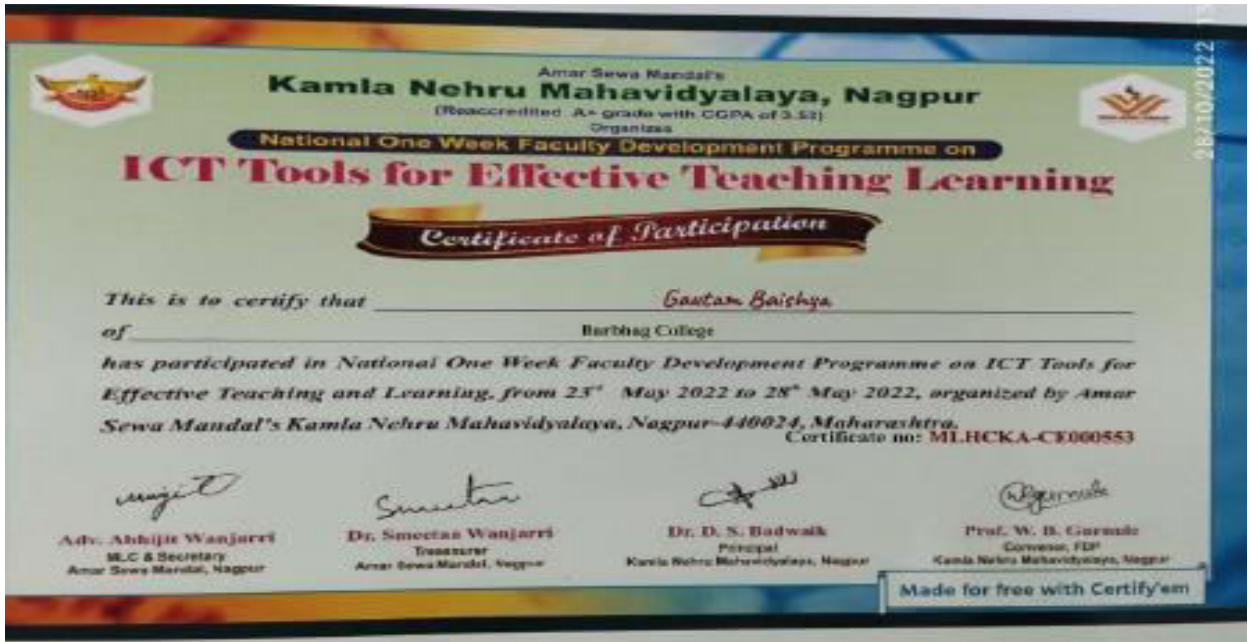 Amar Sewa Mandal's
Kamla Nehru Mahavidyalaya, Nagpur
(Reaccredited A+ grade with CGPA of 3.53)
Organizes
National One Week Faculty Development Programme on
ICT Tools for Effective Teaching Learning
Certificate of Participation
This is to certify that Gautam Baishya
of Barbhag College
has participated in National One Week Faculty Development Programme on ICT Tools for
Effective Teaching and Learning, from 23rd May 2022 to 28th May 2022, organized by Amar
Sewa Mandal's Kamla Nehru Mahavidyalaya, Nagpur-440024, Maharashtra.
Certificate no: MLHCKA-CE000553
Adv. Abhijit Wanjarri
MLC & Secretary
Amar Sewa Mandal, Nagpur
Dr. Smeetaa Wanjarri
Treasurer
Amar Sewa Mandal, Nagpur
Dr. D. S. Badwaik
Principal
Kamla Nehru Mahavidyalaya, Nagpur
Prof. W. B. Gurnule
Convenor, FDP
Kamla Nehru Mahavidyalaya, Nagpur
Made for free with Certify'em
28/10/2022